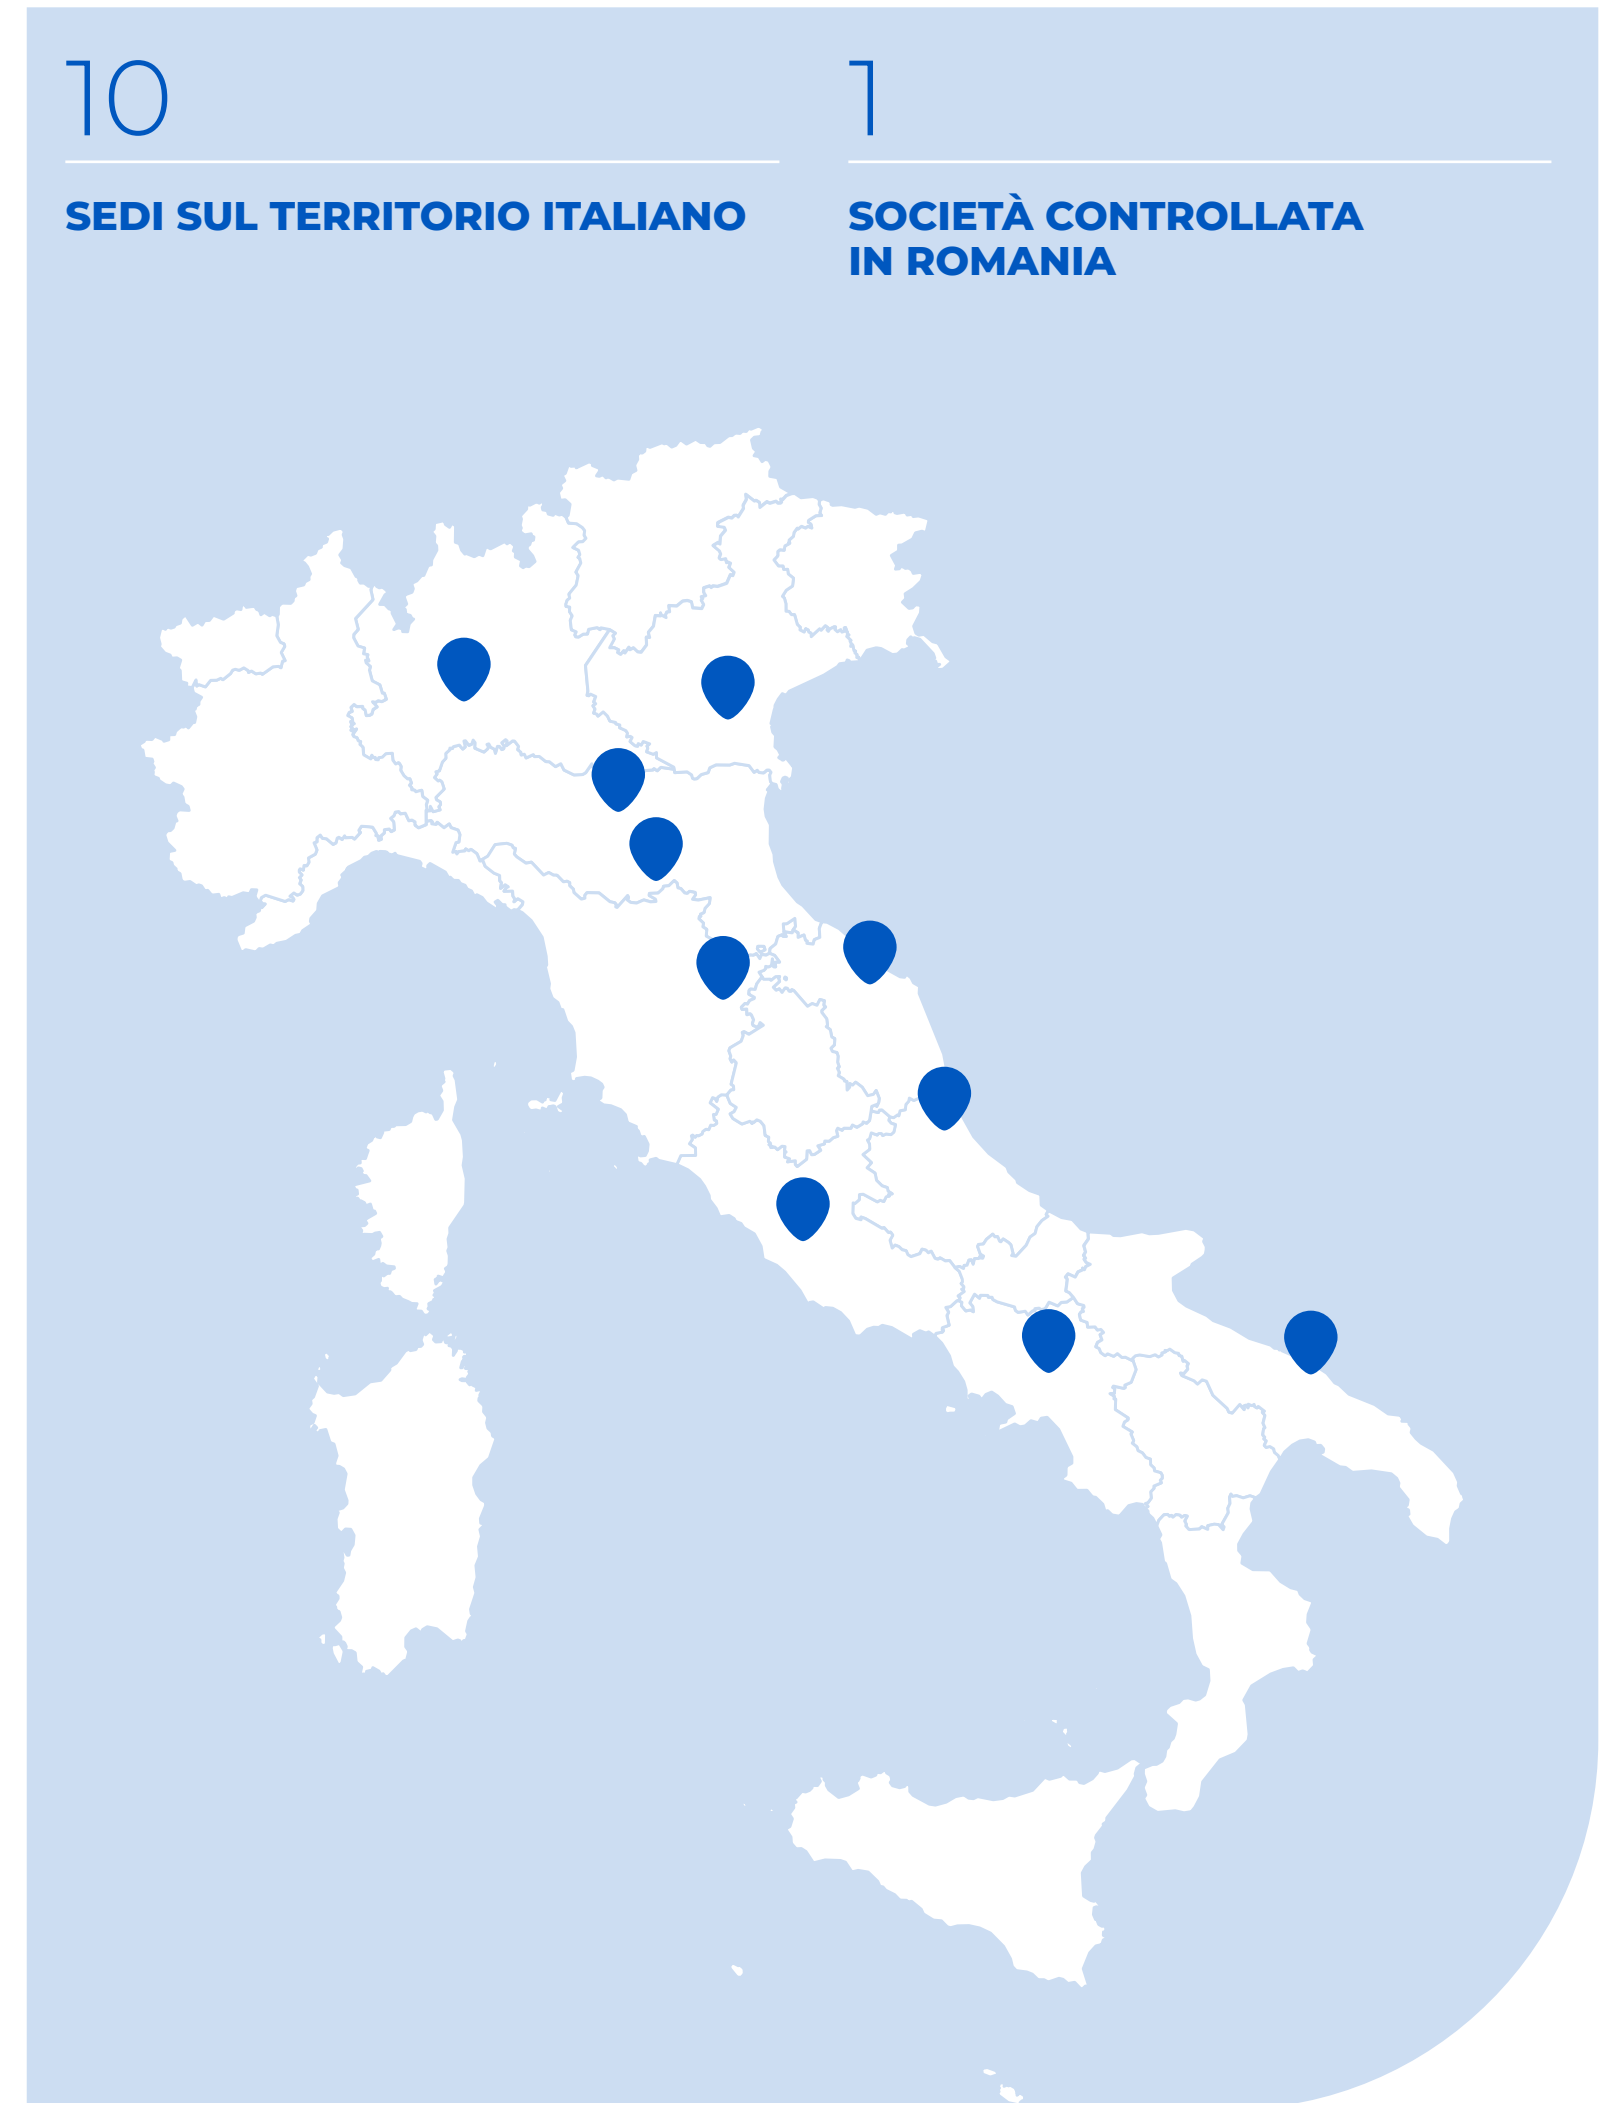 10
SEDI SUL TERRITORIO ITALIANO
1
SOCIETÀ CONTROLLATA
IN ROMANIA